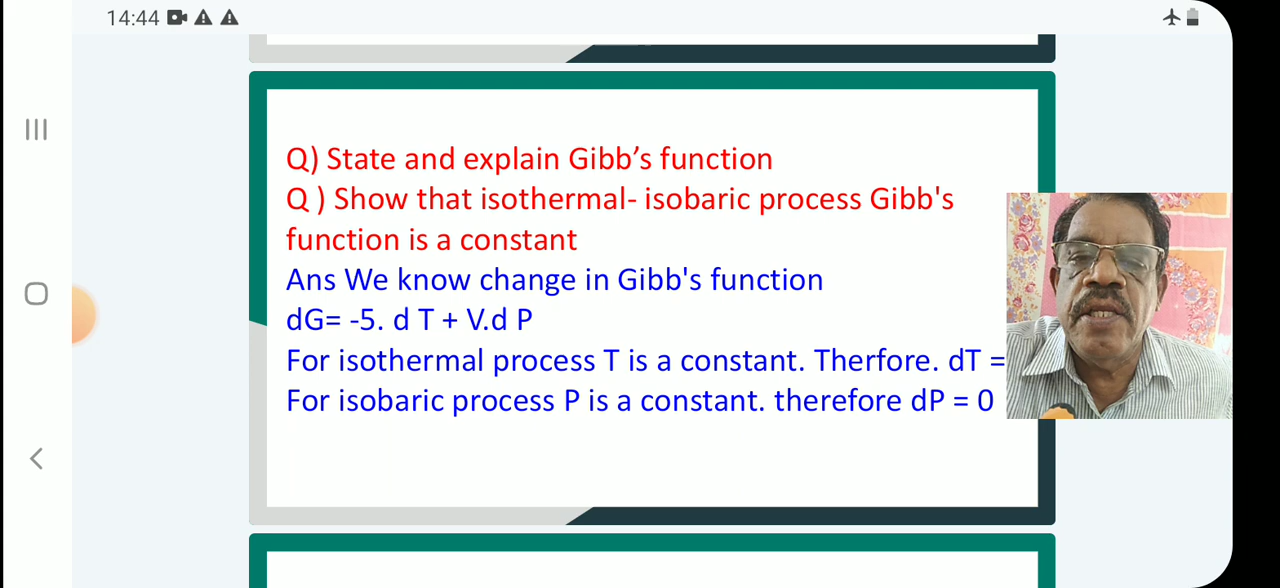 14:44
Q) State and explain Gibb’s function
Q ) Show that isothermal- isobaric process Gibb's
function is a constant
Ans We know change in Gibb's function
dG= -5. d T + V.d P
For isothermal process T is a constant. Therfore. dT =
For isobaric process P is a constant. therefore dP = 0